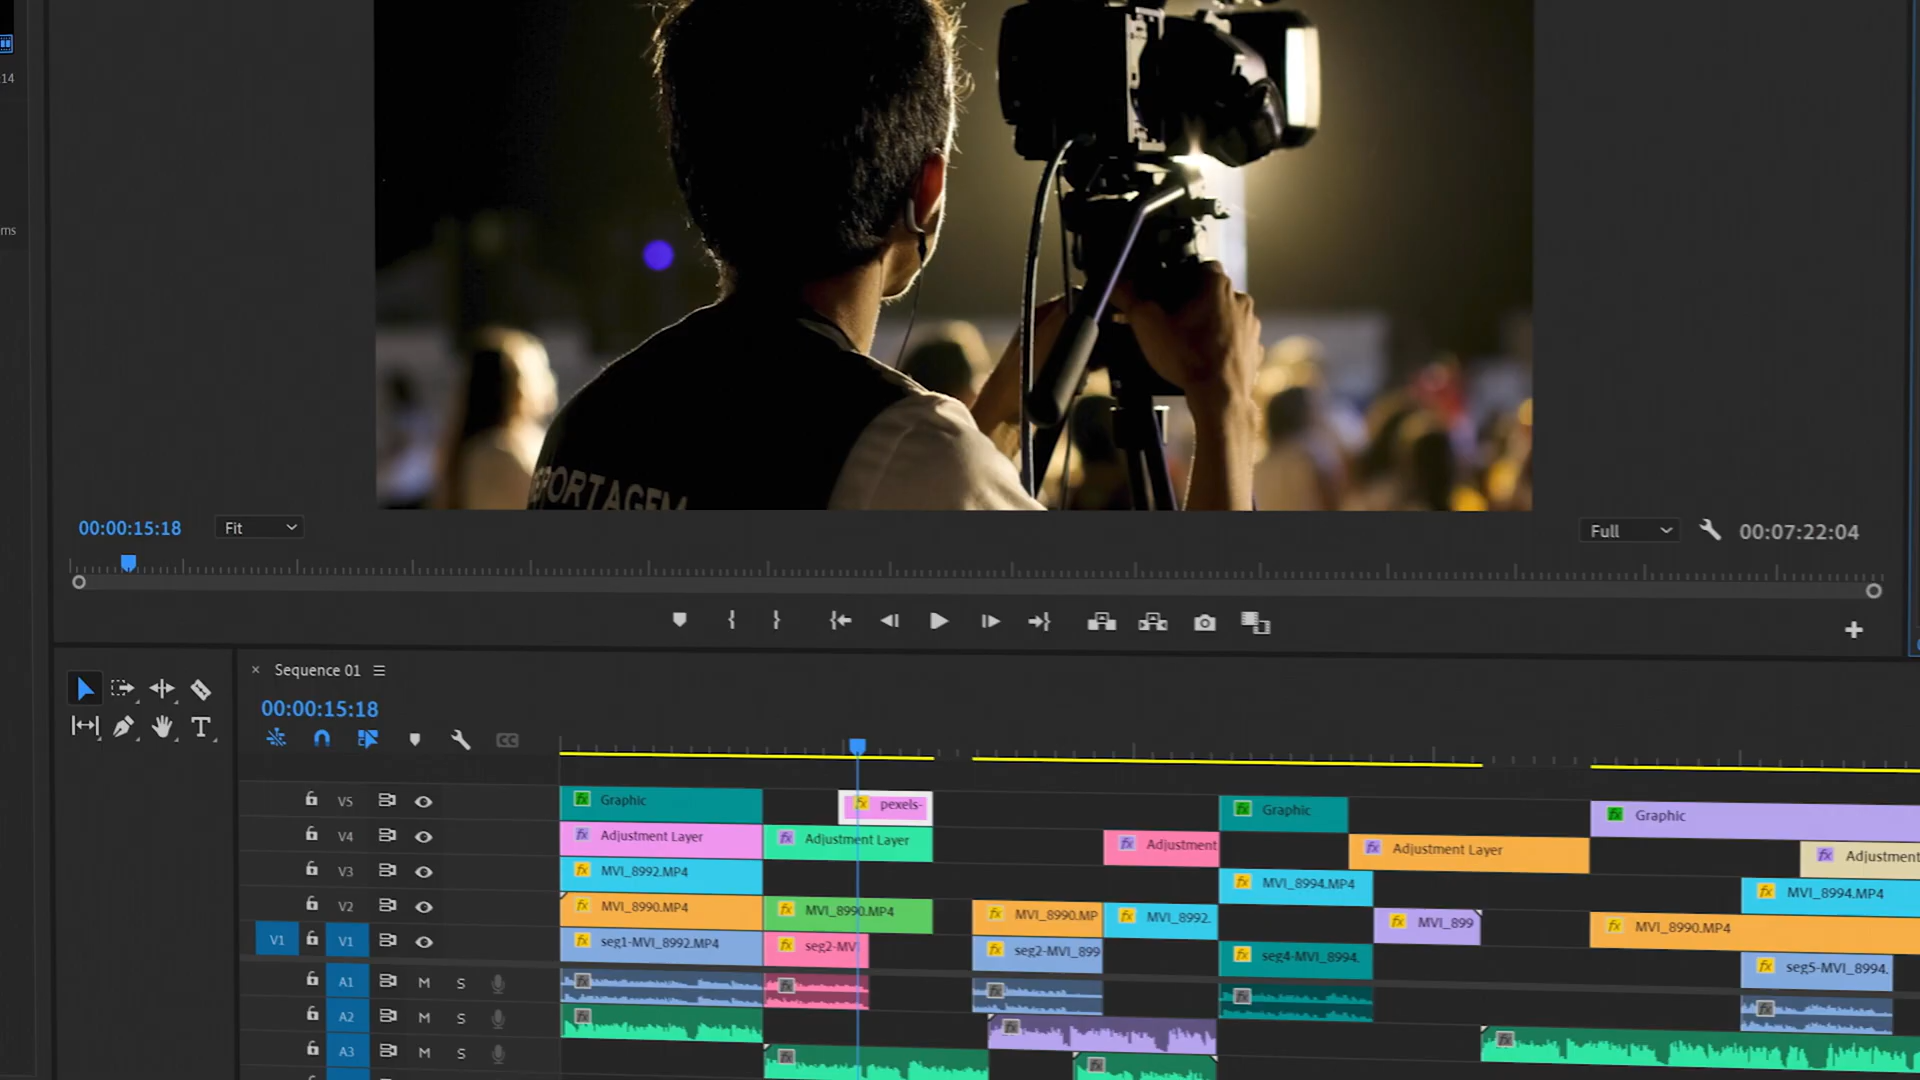 :14
ms
PORTAGEM
00:00:15:18
Fit
Full
00:07:22:04
Sequence 01
00:00:15:18
CC
V5
Graphic
pexels-
Graphic
Graphic
V4
Adjustment Layer
Adjustment Layer
Adjustment
Adjustment Layer
Adjustment
V3
MVI_8992.MP4
MVI_8994.MP4
MVI_8994.MP4
V2
MVI_8990.MP4
MVI_8990.MP4
MVI_8990.MP
MVI_8992.
MVI_899
MVI_8990.MP4
V1
V1
seg1-MVI_8992.MP4
seg2-MV
seg2-MVI_899
seg4-MVI_8994.
seg5-MVI_8994.
A1
M
S
A2
M
S
A3
M
S